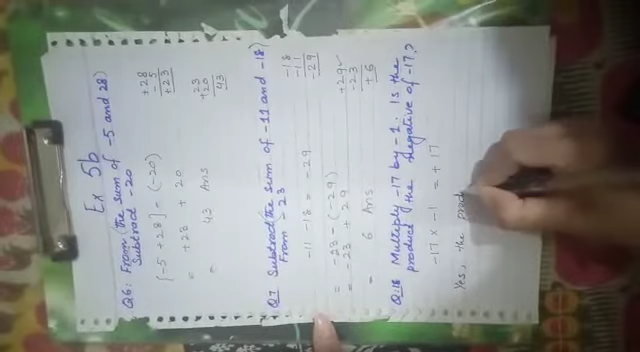 Ex 5b
Q6: From (the sum of -5 and 28)
Subtract -20
[-5 + 28] - (-20)
= +23 + 20
= 43 Ans
+28
-5
+23
23
+20
43
Q7 Subtract (the sum of -11 and -18)
From -23
-11 -18 = -29
= -23 - (-29)
= -23 + 29
= 6 Ans
-18
-11
-29
+29
-23
+6
Q:18 Multiply -17 by -1. Is the
product the negative of -17?
-17 x -1 = +17
Yes, the prod